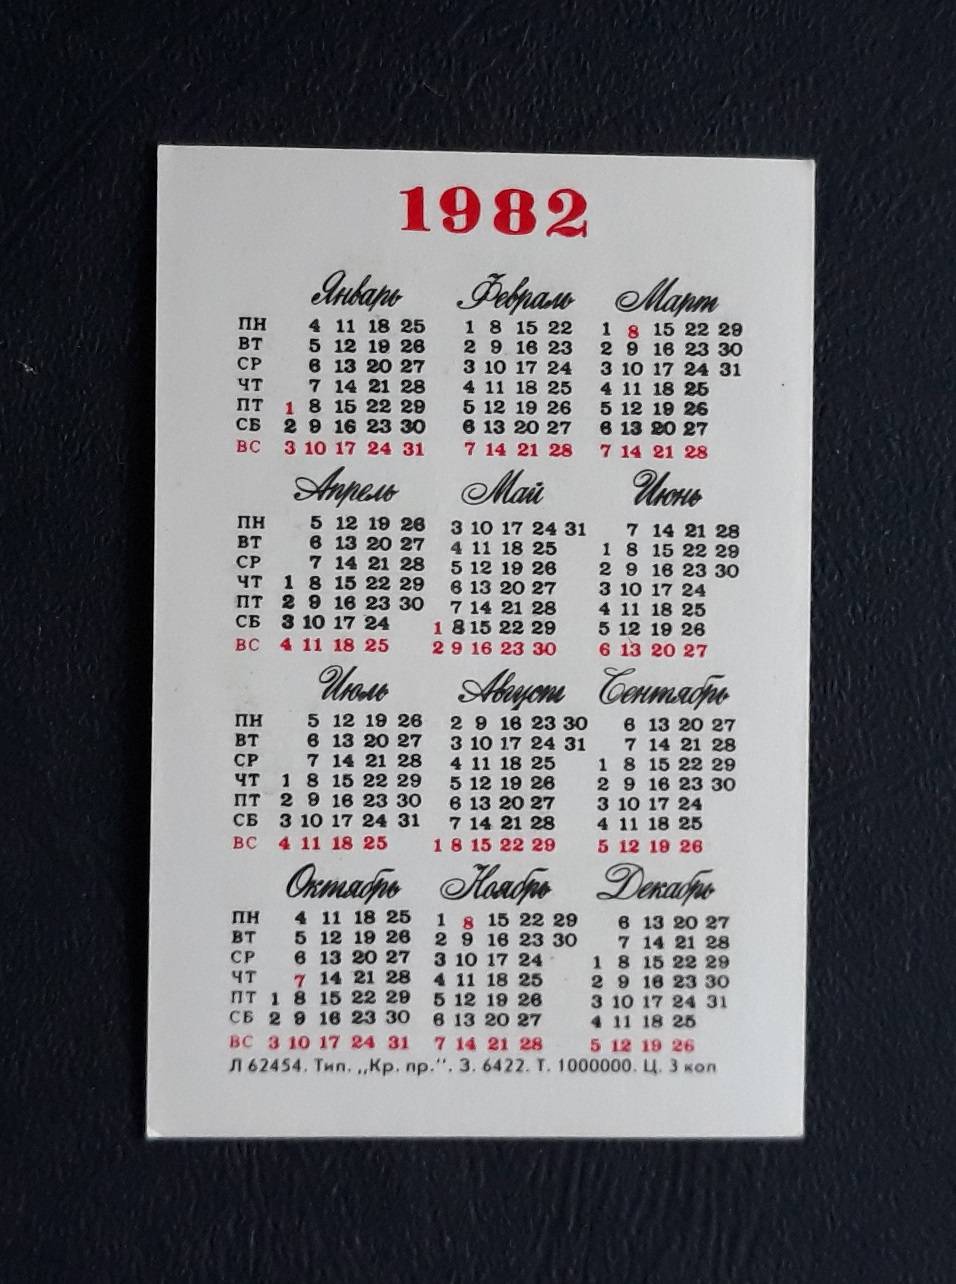 1982
Январь Февраль Март
ПН 4 11 18 25 1 8 15 22 1 8 15 22 29
ВТ 5 12 19 26 2 9 16 23 2 9 16 23 30
СР 6 13 20 27 3 10 17 24 3 10 17 24 31
ЧТ 7 14 21 28 4 11 18 25 4 11 18 25
ПТ 1 8 15 22 29 5 12 19 26 5 12 19 26
СБ 2 9 16 23 30 6 13 20 27 6 13 20 27
ВС 3 10 17 24 31 7 14 21 28 7 14 21 28
Апрель Май Июнь
ПН 5 12 19 26 3 10 17 24 31 7 14 21 28
ВТ 6 13 20 27 4 11 18 25 1 8 15 22 29
СР 7 14 21 28 5 12 19 26 2 9 16 23 30
ЧТ 1 8 15 22 29 6 13 20 27 3 10 17 24
ПТ 2 9 16 23 30 7 14 21 28 4 11 18 25
СБ 3 10 17 24 1 8 15 22 29 5 12 19 26
ВС 4 11 18 25 2 9 16 23 30 6 13 20 27
Июль Август Сентябрь
ПН 5 12 19 26 2 9 16 23 30 6 13 20 27
ВТ 6 13 20 27 3 10 17 24 31 7 14 21 28
СР 7 14 21 28 4 11 18 25 1 8 15 22 29
ЧТ 1 8 15 22 29 5 12 19 26 2 9 16 23 30
ПТ 2 9 16 23 30 6 13 20 27 3 10 17 24
СБ 3 10 17 24 31 7 14 21 28 4 11 18 25
ВС 4 11 18 25 1 8 15 22 29 5 12 19 26
Октябрь Ноябрь Декабрь
ПН 4 11 18 25 1 8 15 22 29 6 13 20 27
ВТ 5 12 19 26 2 9 16 23 30 7 14 21 28
СР 6 13 20 27 3 10 17 24 1 8 15 22 29
ЧТ 7 14 21 28 4 11 18 25 2 9 16 23 30
ПТ 1 8 15 22 29 5 12 19 26 3 10 17 24 31
СБ 2 9 16 23 30 6 13 20 27 4 11 18 25
ВС 3 10 17 24 31 7 14 21 28 5 12 19 26
Л 62454. Тип. „Кр. пр.". З. 6422. Т. 1000000. Ц. 3 коп